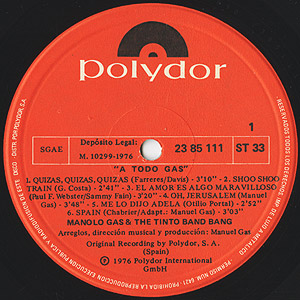 polydor
1
Depósito Legal:
SGAE
M. 10299-1976
23 85 111
ST 33
"A TODO GAS"
1. QUIZAS, QUIZAS, QUIZAS (Farreres/Davis) - 3'10" - 2. SHOO SHOO
TRAIN (G. Costa) - 2'41" - 3. EL AMOR ES ALGO MARAVILLOSO
(Paul F. Webster/Sammy Fain) - 3'20" - 4. OH, JERUSALEM (Manuel
Gas) - 3'48" - 5. ME LO DIJO ADELA (Otilio Portal) - 2'52"
6. SPAIN (Chabrier/Adapt.: Manuel Gas) - 3'03"
MANOLO GAS & THE TINTO BAND BANG
Arreglos, dirección musical y producción: Manuel Gas
Original Recording by Polydor, S. A.
(Spain)
℗ 1976 Polydor International
GmbH